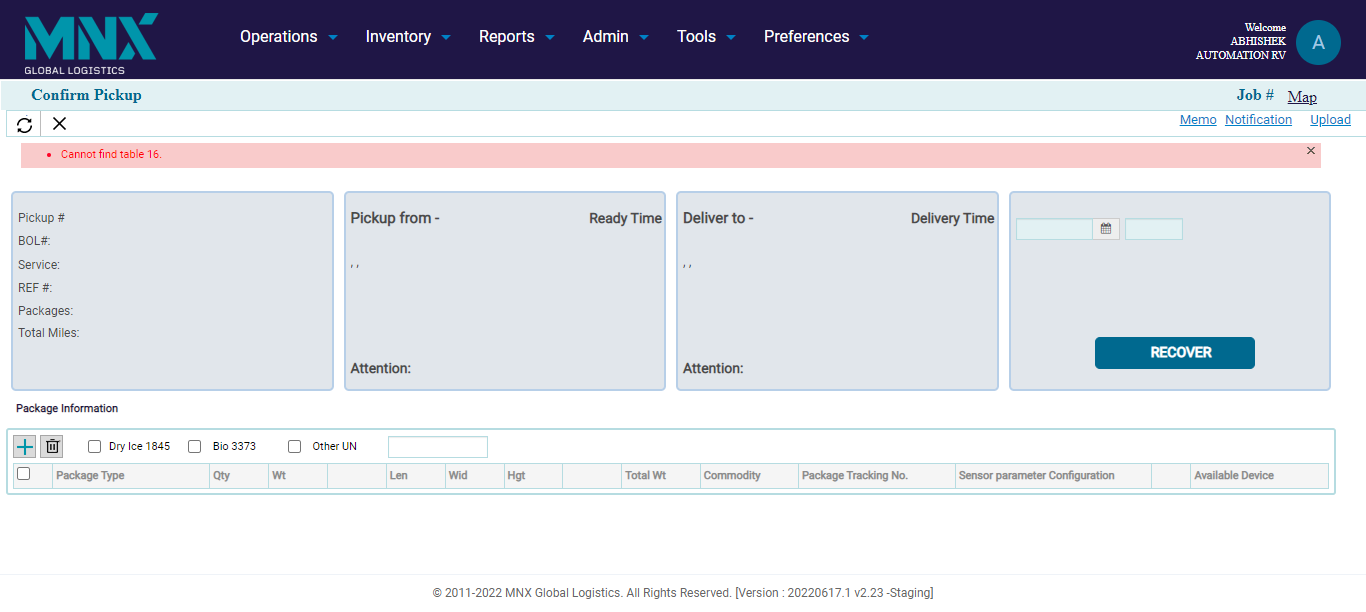 MNX
GLOBAL LOGISTICS
Operations Inventory Reports Admin Tools Preferences
Welcome
ABHISHEK
AUTOMATION RV
A
Confirm Pickup Job # Map
Memo Notification Upload
Cannot find table 16.
Pickup #
BOL#:
Service:
REF #:
Packages:
Total Miles:
Pickup from - Ready Time
, ,
Attention:
Deliver to - Delivery Time
, ,
Attention:
RECOVER
Package Information
Dry Ice 1845 Bio 3373 Other UN
Package Type Qty Wt Len Wid Hgt Total Wt Commodity Package Tracking No. Sensor parameter Configuration Available Device
© 2011-2022 MNX Global Logistics. All Rights Reserved. [Version : 20220617.1 v2.23 -Staging]